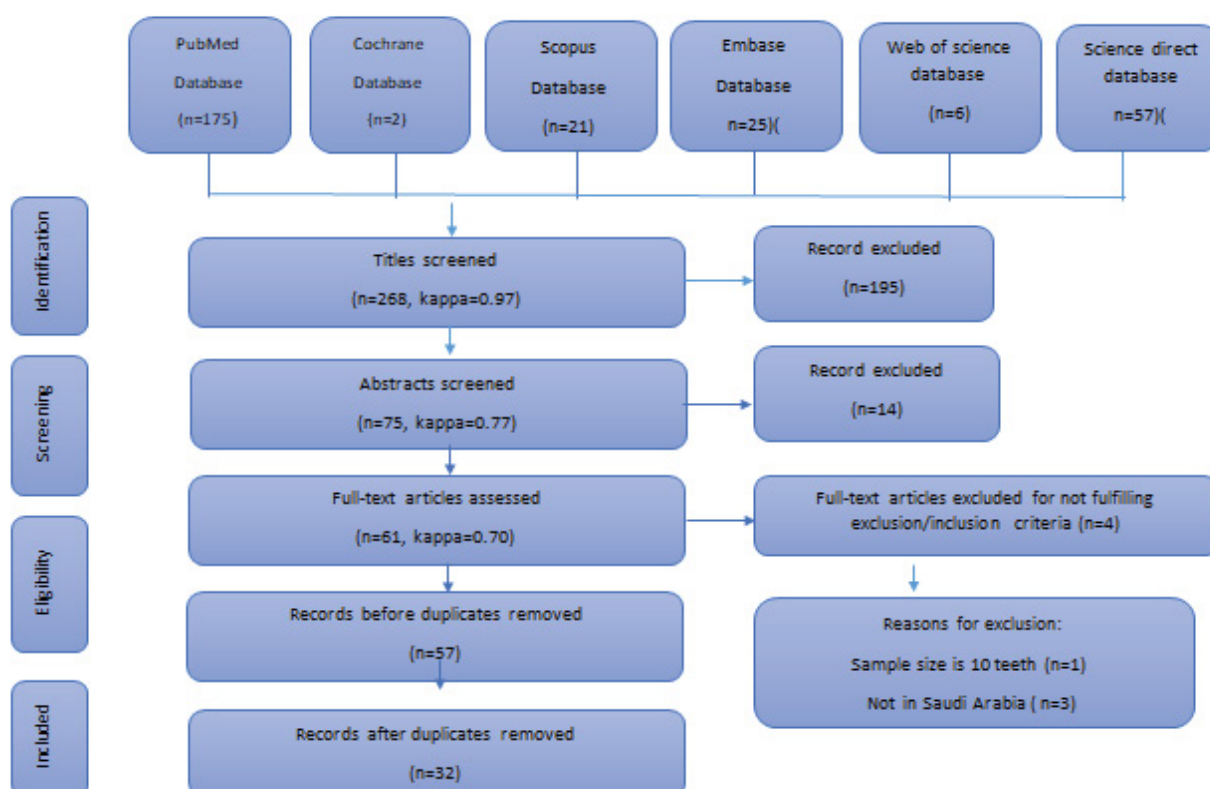 PubMed
Database
(n=175)
Cochrane
Database
(n=2)
Scopus
Database
(n=21)
Embase
Database
n=25)(
Web of science
database
(n=6)
Science direct
database
n=57)(
Identification
Titles screened
(n=268, kappa=0.97)
Record excluded
(n=195)
Screening
Abstracts screened
(n=75, kappa=0.77)
Record excluded
(n=14)
Eligibility
Full-text articles assessed
(n=61, kappa=0.70)
Full-text articles excluded for not fulfilling
exclusion/inclusion criteria (n=4)
Records before duplicates removed
(n=57)
Reasons for exclusion:
Sample size is 10 teeth (n=1)
Not in Saudi Arabia ( n=3)
Included
Records after duplicates removed
(n=32)